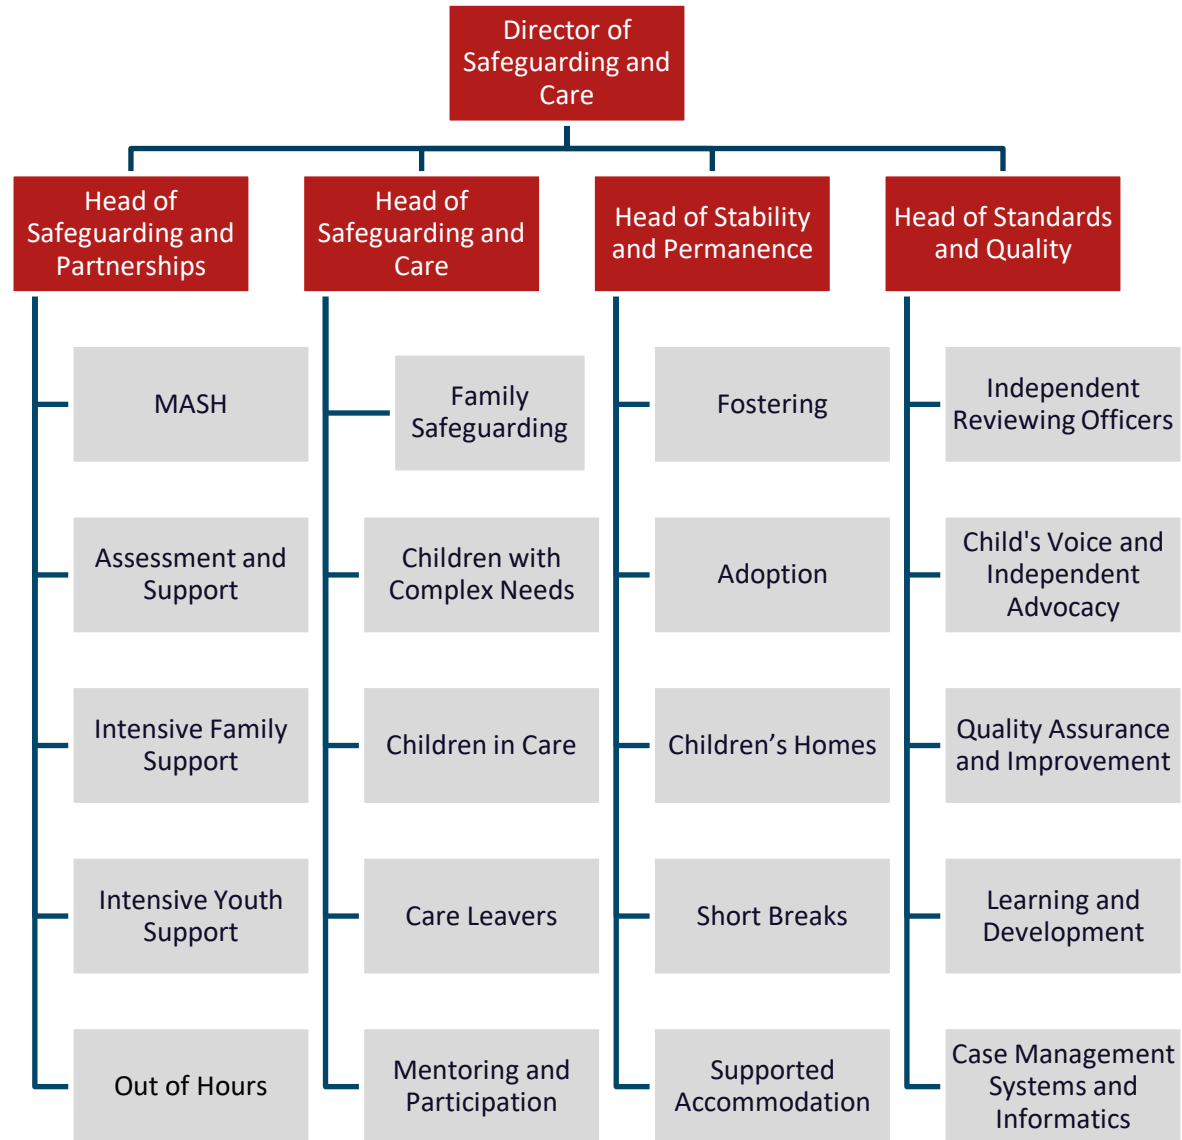 Director of
Safeguarding and
Care
Head of
Safeguarding and
Partnerships
Head of
Safeguarding and
Care
Head of Stability
and Permanence
Head of Standards
and Quality
MASH
Assessment and
Support
Intensive Family
Support
Intensive Youth
Support
Out of Hours
Family
Safeguarding
Children with
Complex Needs
Children in Care
Care Leavers
Mentoring and
Participation
Fostering
Adoption
Children’s Homes
Short Breaks
Supported
Accommodation
Independent
Reviewing Officers
Child's Voice and
Independent
Advocacy
Quality Assurance
and Improvement
Learning and
Development
Case Management
Systems and
Informatics